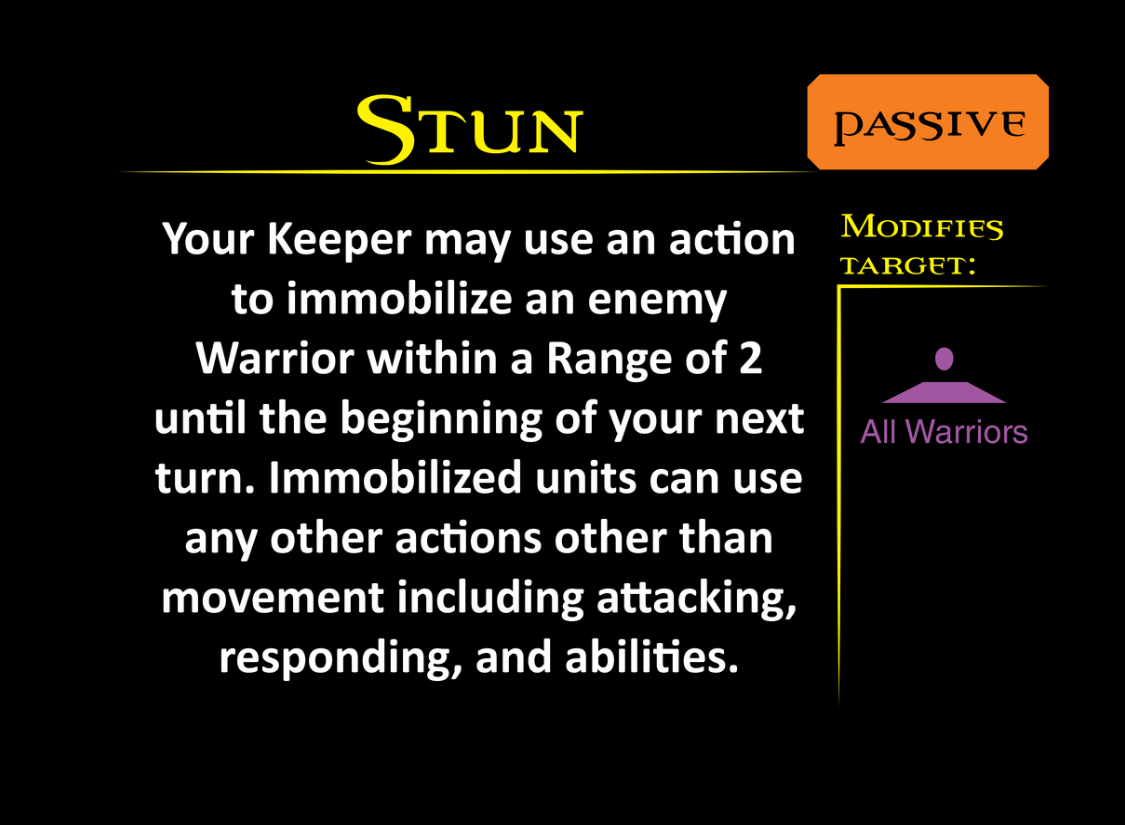 Stun
passive
Your Keeper may use an action
to immobilize an enemy
Warrior within a Range of 2
until the beginning of your next
turn. Immobilized units can use
any other actions other than
movement including attacking,
responding, and abilities.
Modifies
target:
All Warriors